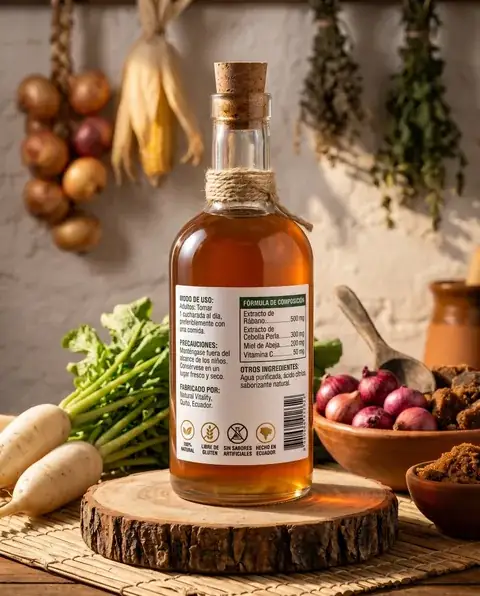 MODO DE USO:
Adultos: Tomar
1 cucharada al día,
preferiblemente con
una comida.
PRECAUCIONES:
Manténgase fuera del
alcance de los niños.
Consérvese en un
lugar fresco y seco.
FABRICADO POR:
Natural Vitality,
Quito, Ecuador.
FÓRMULA DE COMPOSICIÓN
Extracto de
Rábano 500 mg
Extracto de
Cebolla Perla 300 mg
Miel de Abeja 200 mg
Vitamina C 50 mg
OTROS INGREDIENTES:
Agua purificada, ácido cítrico,
saborizante natural.
100%
NATURAL
LIBRE DE
GLUTEN
SIN SABORES
ARTIFICIALES
HECHO EN
ECUADOR